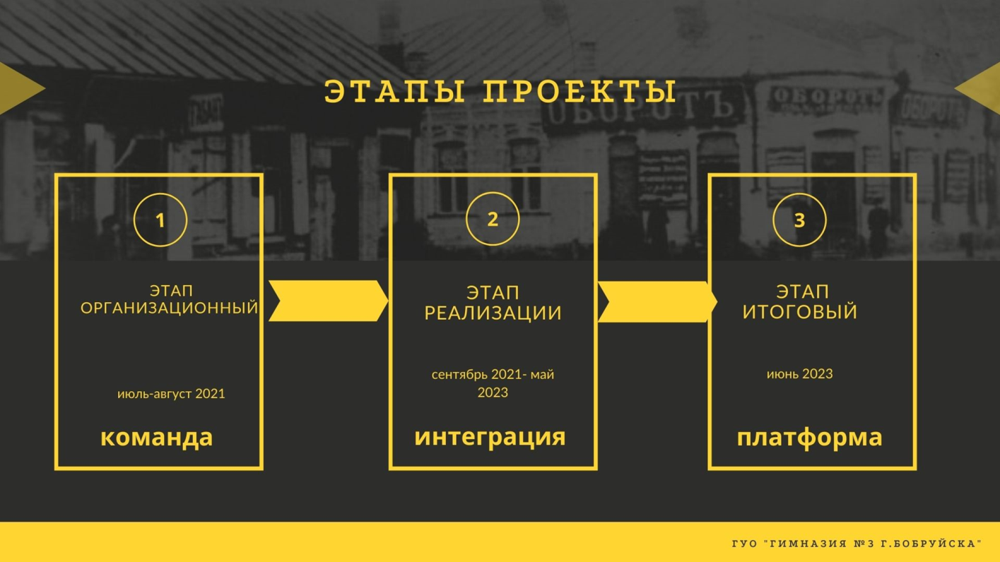 ЭТАПЫ ПРОЕКТЫ
ОБОРОТЪ
ОБОРОТЪ
ОБОРОТЪ
1
ЭТАП
ОРГАНИЗАЦИОННЫЙ
июль-август 2021
команда
2
ЭТАП
РЕАЛИЗАЦИИ
сентябрь 2021- май
2023
интеграция
3
ЭТАП
ИТОГОВЫЙ
июнь 2023
платформа
ГУО "ГИМНАЗИЯ №3 Г.БОБРУЙСКА"